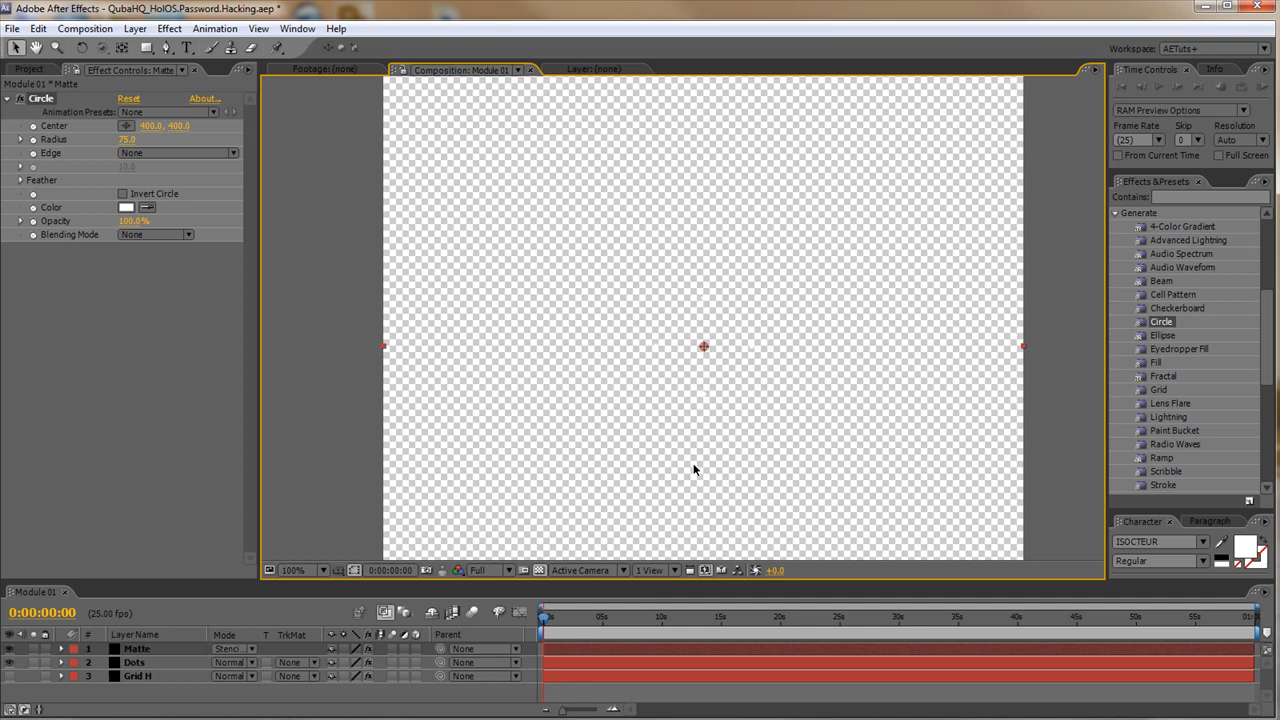 Adobe After Effects - QubaHQ_HolOS.Password.Hacking.aep *
File Edit Composition Layer Effect Animation View Window Help
Workspace: AETuts+
Project Effect Controls: Matte
Footage: (none) Composition: Module 01 Layer: (none)
Time Controls Info
Module 01 * Matte
Circle Reset About...
Animation Presets: None
Center 400.0, 400.0
Radius 75.0
Edge None
10.0
Feather
Invert Circle
Color
Opacity 100.0%
Blending Mode None
RAM Preview Options
Frame Rate Skip Resolution
(25) 0 Auto
From Current Time Full Screen
Effects&Presets
Contains:
Generate
4-Color Gradient
Advanced Lightning
Audio Spectrum
Audio Waveform
Beam
Cell Pattern
Checkerboard
Circle
Ellipse
Eyedropper Fill
Fill
Fractal
Grid
Lens Flare
Lightning
Paint Bucket
Radio Waves
Ramp
Scribble
Stroke
Character Paragraph
ISOCTEUR
Regular
100% 0:00:00:00 Full Active Camera 1 View +0.0
Module 01
0:00:00:00 (25.00 fps)
05s 10s 15s 20s 25s 30s 35s 40s 45s 50s 55s
# Layer Name Mode T TrkMat Parent
1 Matte Stenci... None
2 Dots Normal None None
3 Grid H Normal None None